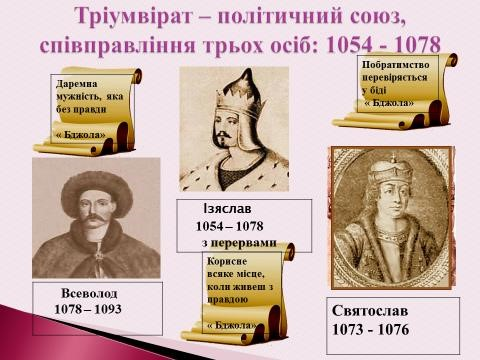 Тріумвірат – політичний союз,
співправління трьох осіб: 1054 - 1078
Даремна
мужність, яка
без правди
« Бджола»
Побратимство
перевіряється
у біді
« Бджола»
Ізяслав
1054 – 1078
з перервами
Корисне
всяке місце,
коли живеш з
правдою
« Бджола»
Всеволод
1078 – 1093
Святослав
1073 - 1076